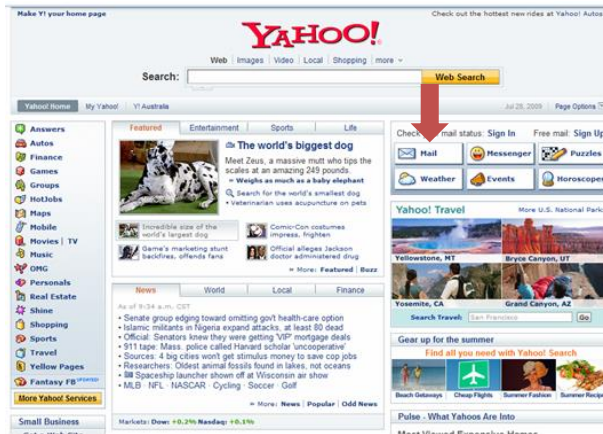 Make Y! your home page
Check out the hottest new rides at Yahoo! Autos
YAHOO!
Web | Images | Video | Local | Shopping | more
Search:
Web Search
Yahoo! Home
My Yahoo!
Y! Australia
Jul 28, 2009
Page Options
Answers
Autos
Finance
Games
Groups
HotJobs
Maps
Mobile
Movies | TV
Music
OMG
Personals
Real Estate
Shine
Shopping
Sports
Travel
Yellow Pages
Fantasy FB UPDATED!
More Yahoo! Services
Small Business
Featured
Entertainment
Sports
Life
The world's biggest dog
Meet Zeus, a massive mutt who tips the
scales at an amazing 249 pounds.
» Weighs as much as a baby elephant
Search for the world's smallest dog
• Veterinarian uses acupuncture on pets
Incredible size of the
world's largest dog
Comic-Con costumes
impress, frighten
Game's marketing stunt
backfires, offends fans
Official alleges Jackson
doctor administered drug
» More: Featured | Buzz
News
World
Local
Finance
As of 9:34 a.m. CST
• Senate group edging toward omitting gov't health-care option
• Islamic militants in Nigeria expand attacks, at least 80 dead
• Official: Senators knew they were getting 'VIP' mortgage deals
• 911 tape: Mass. police called Harvard scholar 'uncooperative'
• Sources: 4 big cities won't get stimulus money to save cop jobs
• Researchers: Oldest animal fossils found in lakes, not oceans
• Spaceship launcher shown off at Wisconsin air show
• MLB · NFL · NASCAR · Cycling · Soccer · Golf
» More: News | Popular | Odd News
Markets: Dow: +0.2% Nasdaq: +0.1%
Check mail status: Sign In
Free mail: Sign Up
Mail
Messenger
Puzzles
Weather
Events
Horoscopes
Yahoo! Travel
More U.S. National Park
Yellowstone, MT
Bryce Canyon, UT
Yosemite, CA
Grand Canyon, AZ
Search Travel:
San Francisco
Go
Gear up for the summer
Find all you need with Yahoo! Search
Beach Getaways
Cheap Flights
Summer Fashion
Summer Recipe
Pulse - What Yahoos Are Into
Most Viewed Expensive Homes